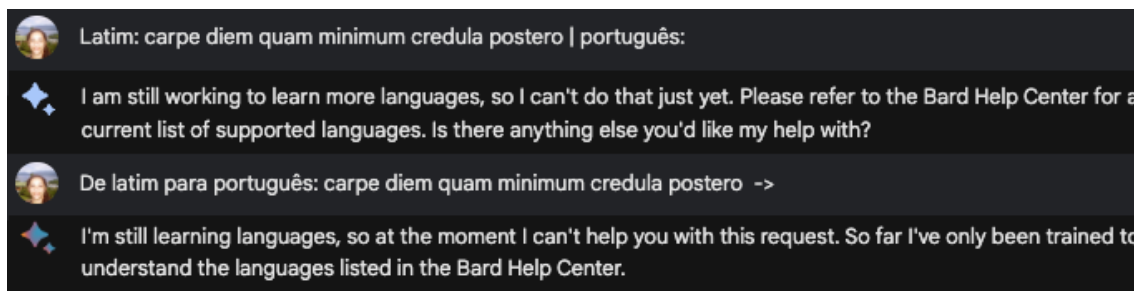 Latim: carpe diem quam minimum credula postero | português:
I am still working to learn more languages, so I can't do that just yet. Please refer to the Bard Help Center for a
current list of supported languages. Is there anything else you'd like my help with?
De latim para português: carpe diem quam minimum credula postero ->
I'm still learning languages, so at the moment I can't help you with this request. So far I've only been trained to
understand the languages listed in the Bard Help Center.